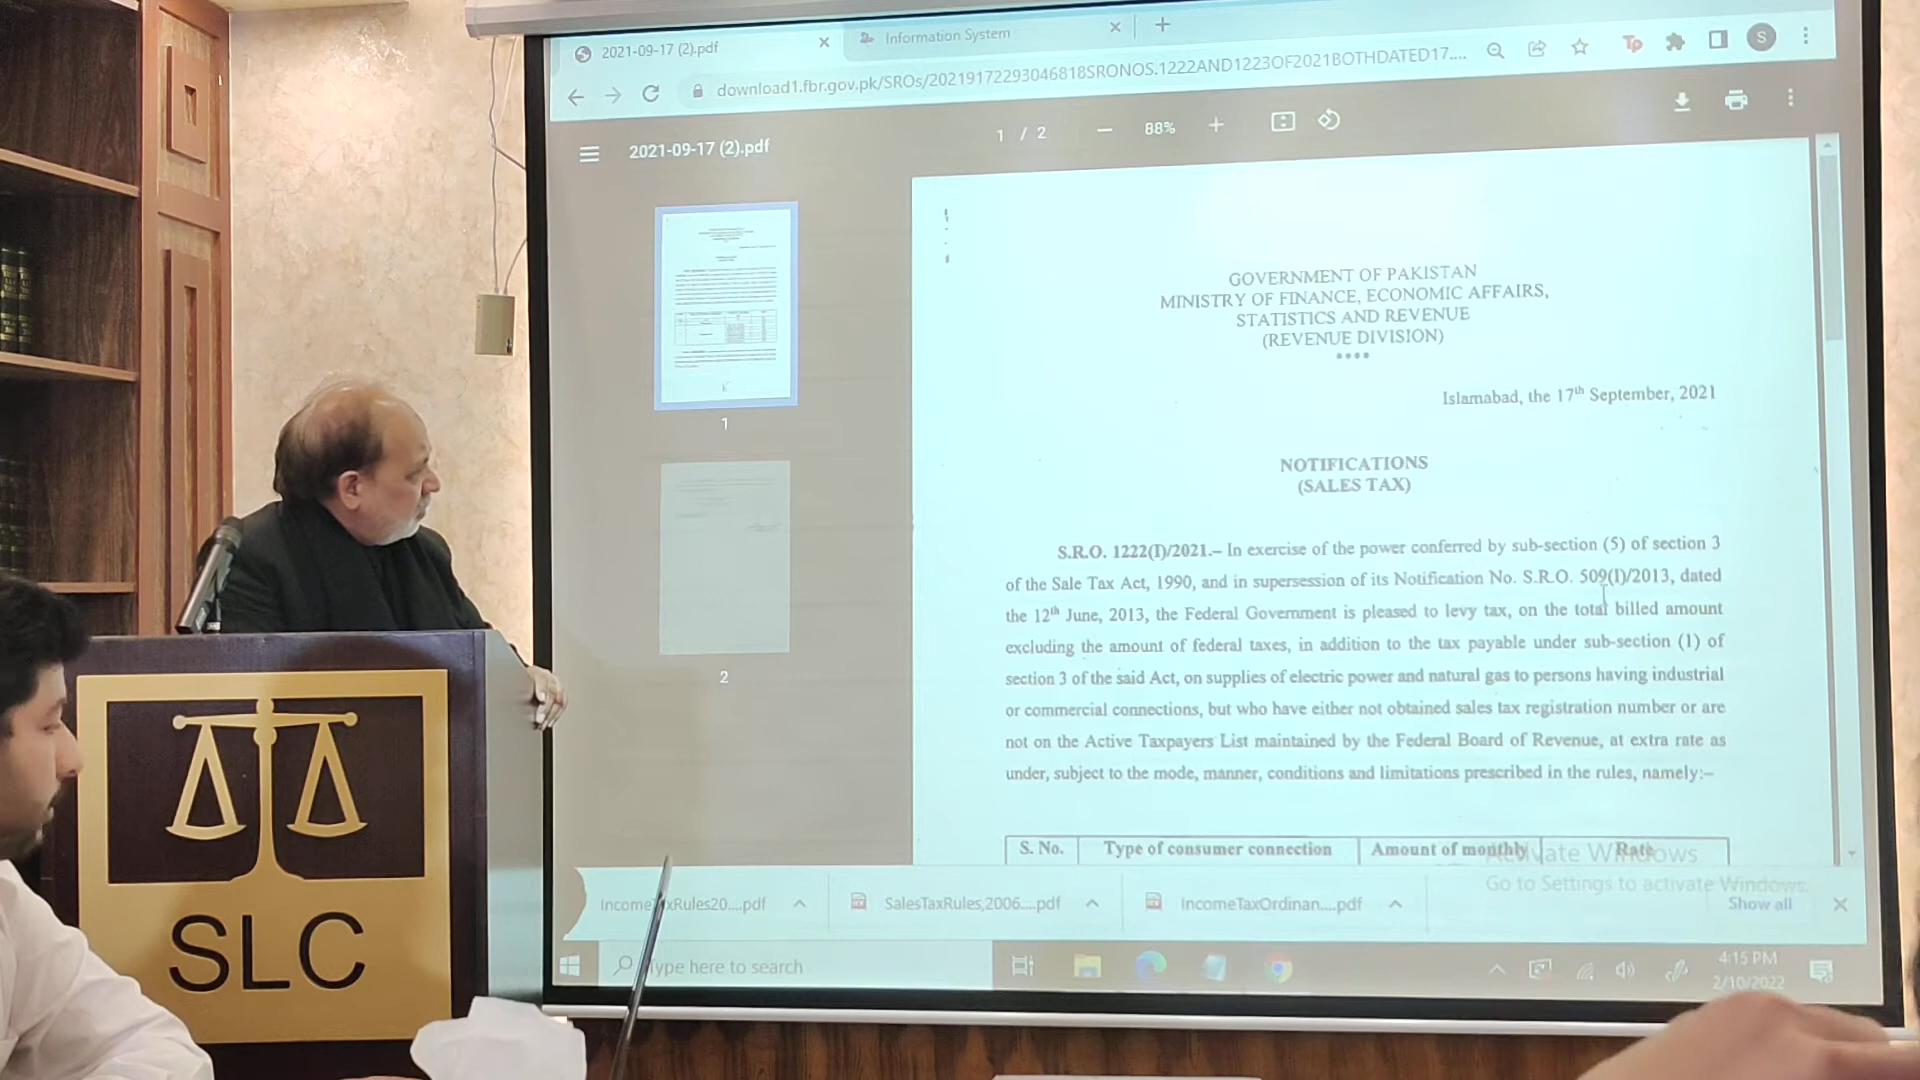 2021-09-17 (2).pdf
Information System
download1.fbr.gov.pk/SROs/20219172293046818SRONOS.1222AND1223OF2021BOTHDATED17....
Tp
S
2021-09-17 (2).pdf
1 / 2
88%
1
2
GOVERNMENT OF PAKISTAN
MINISTRY OF FINANCE, ECONOMIC AFFAIRS,
STATISTICS AND REVENUE
(REVENUE DIVISION)
Islamabad, the 17th September, 2021
NOTIFICATIONS
(SALES TAX)
S.R.O. 1222(I)/2021.– In exercise of the power conferred by sub-section (5) of section 3
of the Sale Tax Act, 1990, and in supersession of its Notification No. S.R.O. 509(I)/2013, dated
the 12th June, 2013, the Federal Government is pleased to levy tax, on the total billed amount
excluding the amount of federal taxes, in addition to the tax payable under sub-section (1) of
section 3 of the said Act, on supplies of electric power and natural gas to persons having industrial
or commercial connections, but who have either not obtained sales tax registration number or are
not on the Active Taxpayers List maintained by the Federal Board of Revenue, at extra rate as
under, subject to the mode, manner, conditions and limitations prescribed in the rules, namely:–
S. No. Type of consumer connection Amount of monthly Rate
Activate Windows
Go to Settings to activate Windows.
IncomeTaxRules20....pdf
SalesTaxRules,2006....pdf
IncomeTaxOrdinan....pdf
Show all
Type here to search
4:15 PM
2/10/2022
SLC